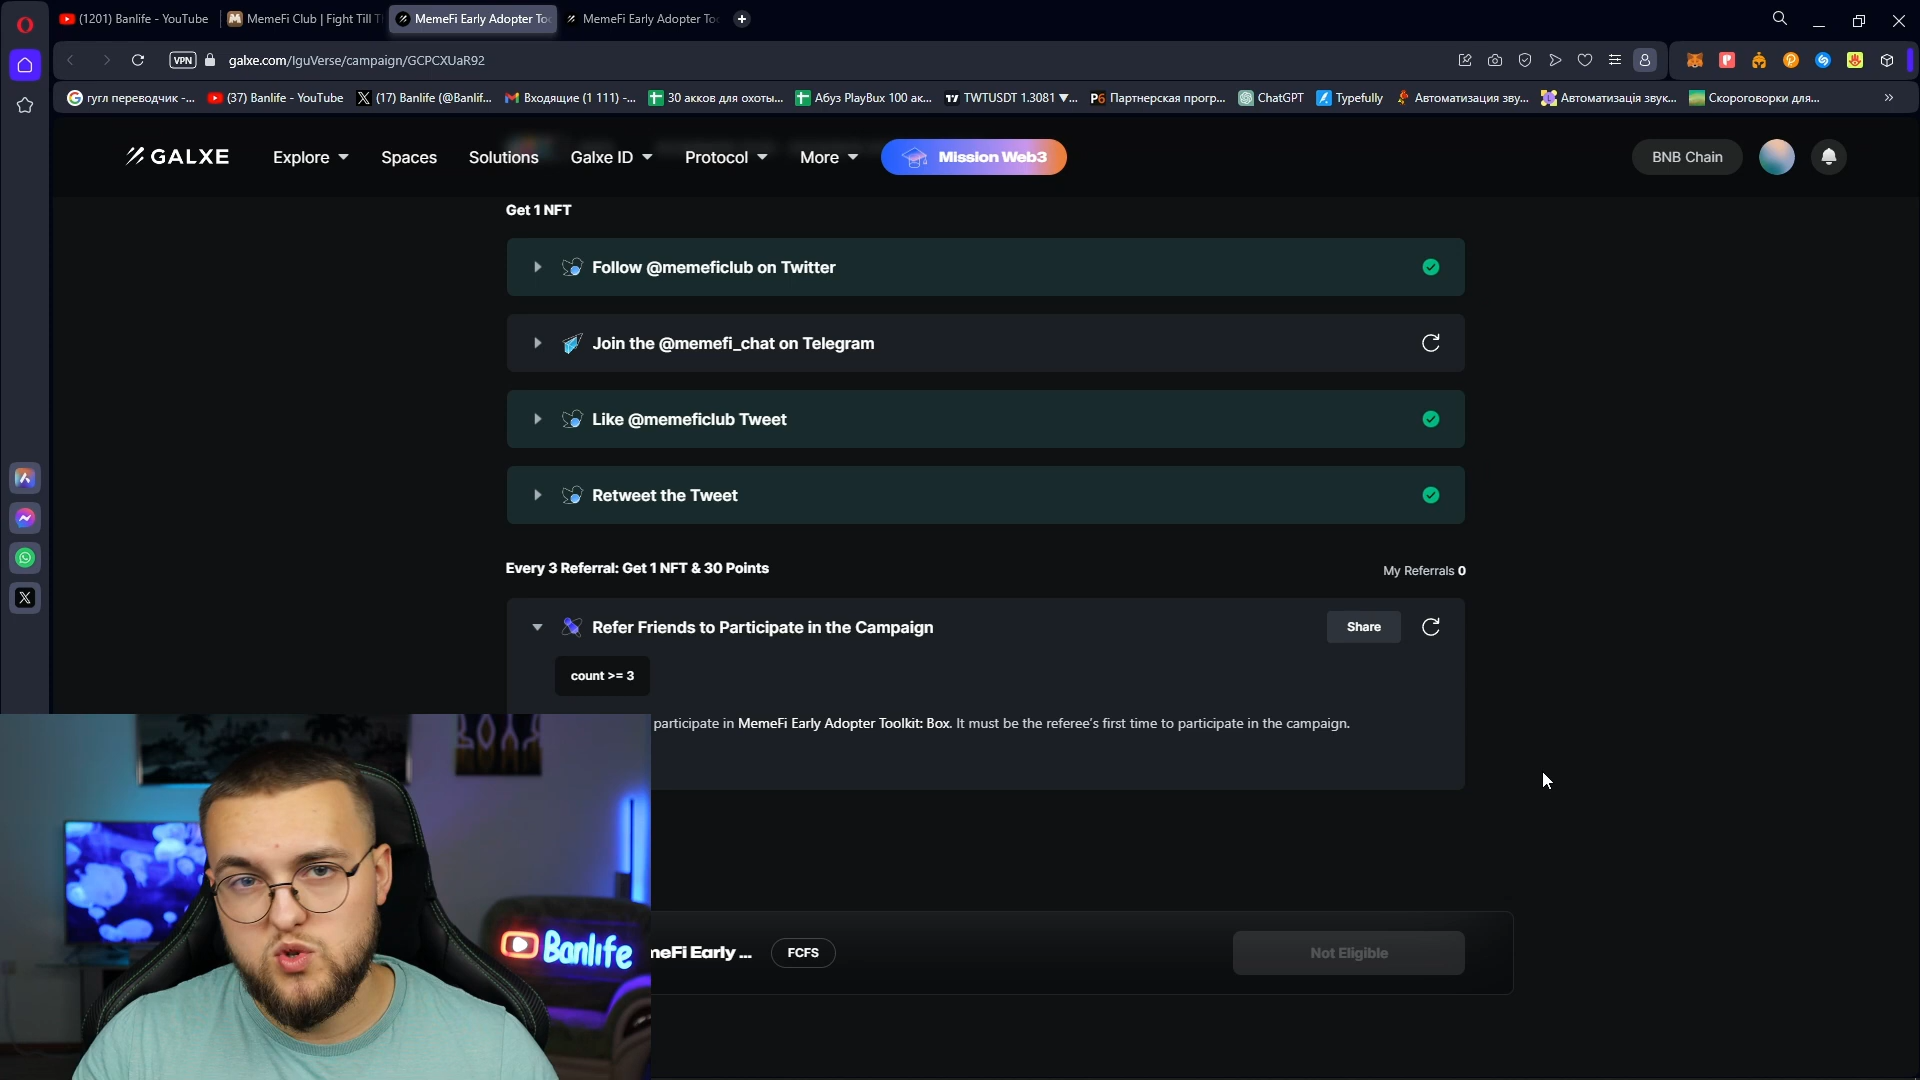 (1201) Banlife - YouTube
MemeFi Club | Fight Till T
MemeFi Early Adopter To
MemeFi Early Adopter To
VPN
galxe.com/IguVerse/campaign/GCPCXUaR92
гугл переводчик -...
(37) Banlife - YouTube
(17) Banlife (@Banlif...
Входящие (1 111) -...
30 акков для охоты...
Абуз PlayBux 100 ак...
TWTUSDT 1.3081 ▼...
Партнерская прогр...
ChatGPT
Typefully
Автоматизация зву...
Автоматизація звук...
Скороговорки для...
GALXE
Explore
Spaces
Solutions
Galxe ID
Protocol
More
Mission Web3
BNB Chain
Get 1 NFT
Follow @memeficlub on Twitter
Join the @memefi_chat on Telegram
Like @memeficlub Tweet
Retweet the Tweet
Every 3 Referral: Get 1 NFT & 30 Points
My Referrals 0
Refer Friends to Participate in the Campaign
Share
count >= 3
participate in MemeFi Early Adopter Toolkit: Box. It must be the referee's first time to participate in the campaign.
Banlife
meFi Early ...
FCFS
Not Eligible